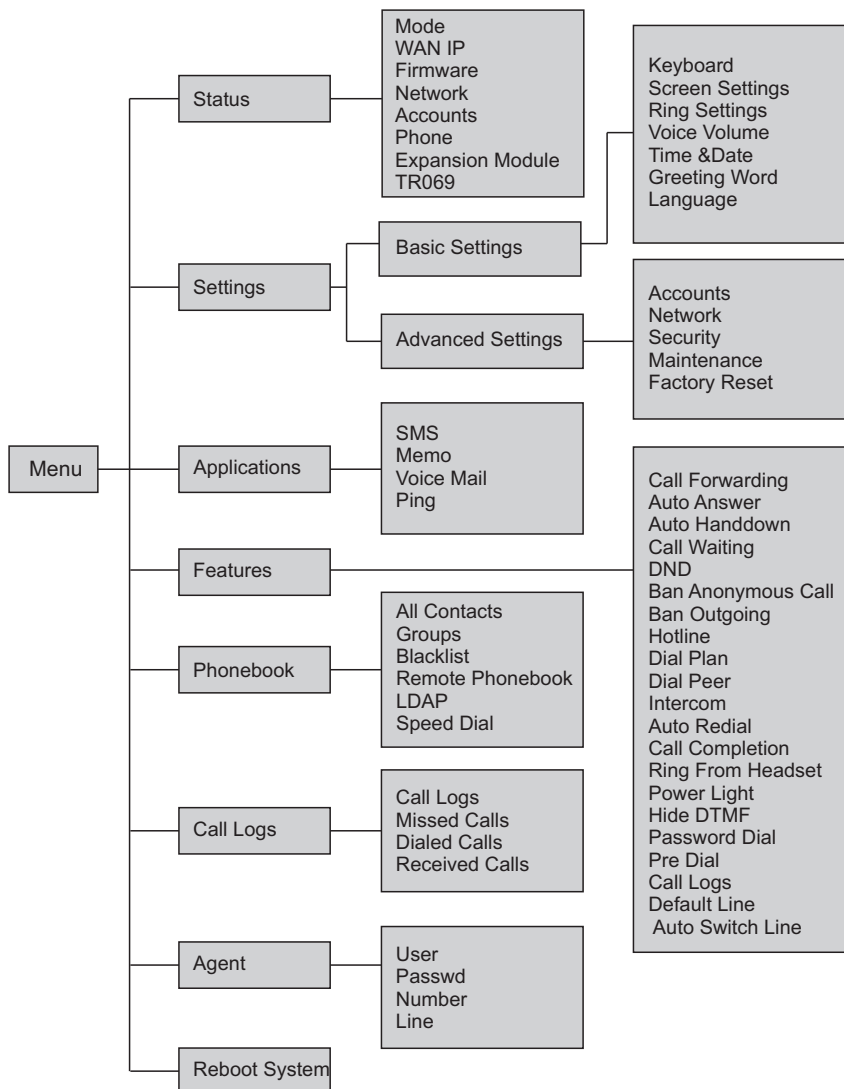 Menu
Status
Mode
WAN IP
Firmware
Network
Accounts
Phone
Expansion Module
TR069
Settings
Basic Settings
Keyboard
Screen Settings
Ring Settings
Voice Volume
Time &Date
Greeting Word
Language
Advanced Settings
Accounts
Network
Security
Maintenance
Factory Reset
Applications
SMS
Memo
Voice Mail
Ping
Features
Call Forwarding
Auto Answer
Auto Handdown
Call Waiting
DND
Ban Anonymous Call
Ban Outgoing
Hotline
Dial Plan
Dial Peer
Intercom
Auto Redial
Call Completion
Ring From Headset
Power Light
Hide DTMF
Password Dial
Pre Dial
Call Logs
Default Line
Auto Switch Line
Phonebook
All Contacts
Groups
Blacklist
Remote Phonebook
LDAP
Speed Dial
Call Logs
Call Logs
Missed Calls
Dialed Calls
Received Calls
Agent
User
Passwd
Number
Line
Reboot System